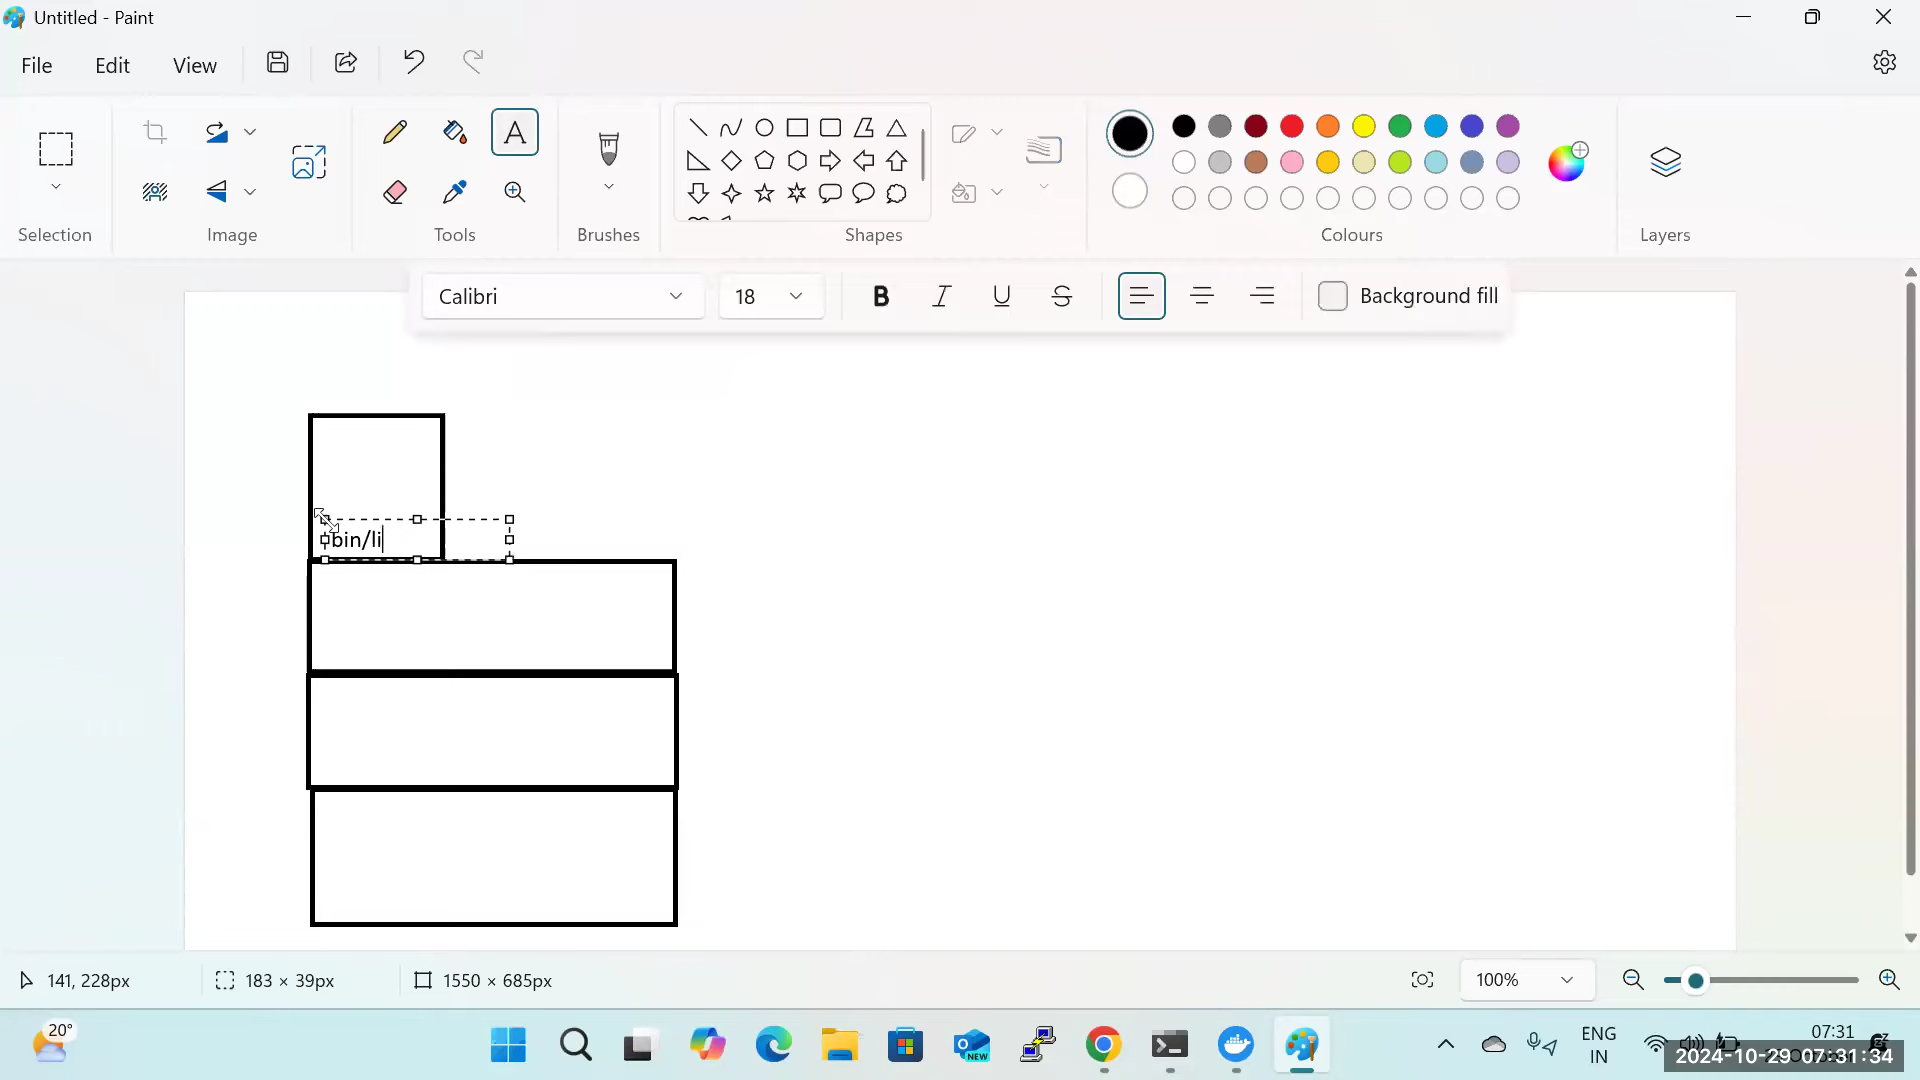 Untitled - Paint
File Edit View
Selection Image Tools Brushes Shapes Colours Layers
Calibri 18 B I U A Background fill
bin/li
141, 228px 183 × 39px 1550 × 685px 100%
20° NEW ENG 07:31
IN
2024-10-29 07:31:34